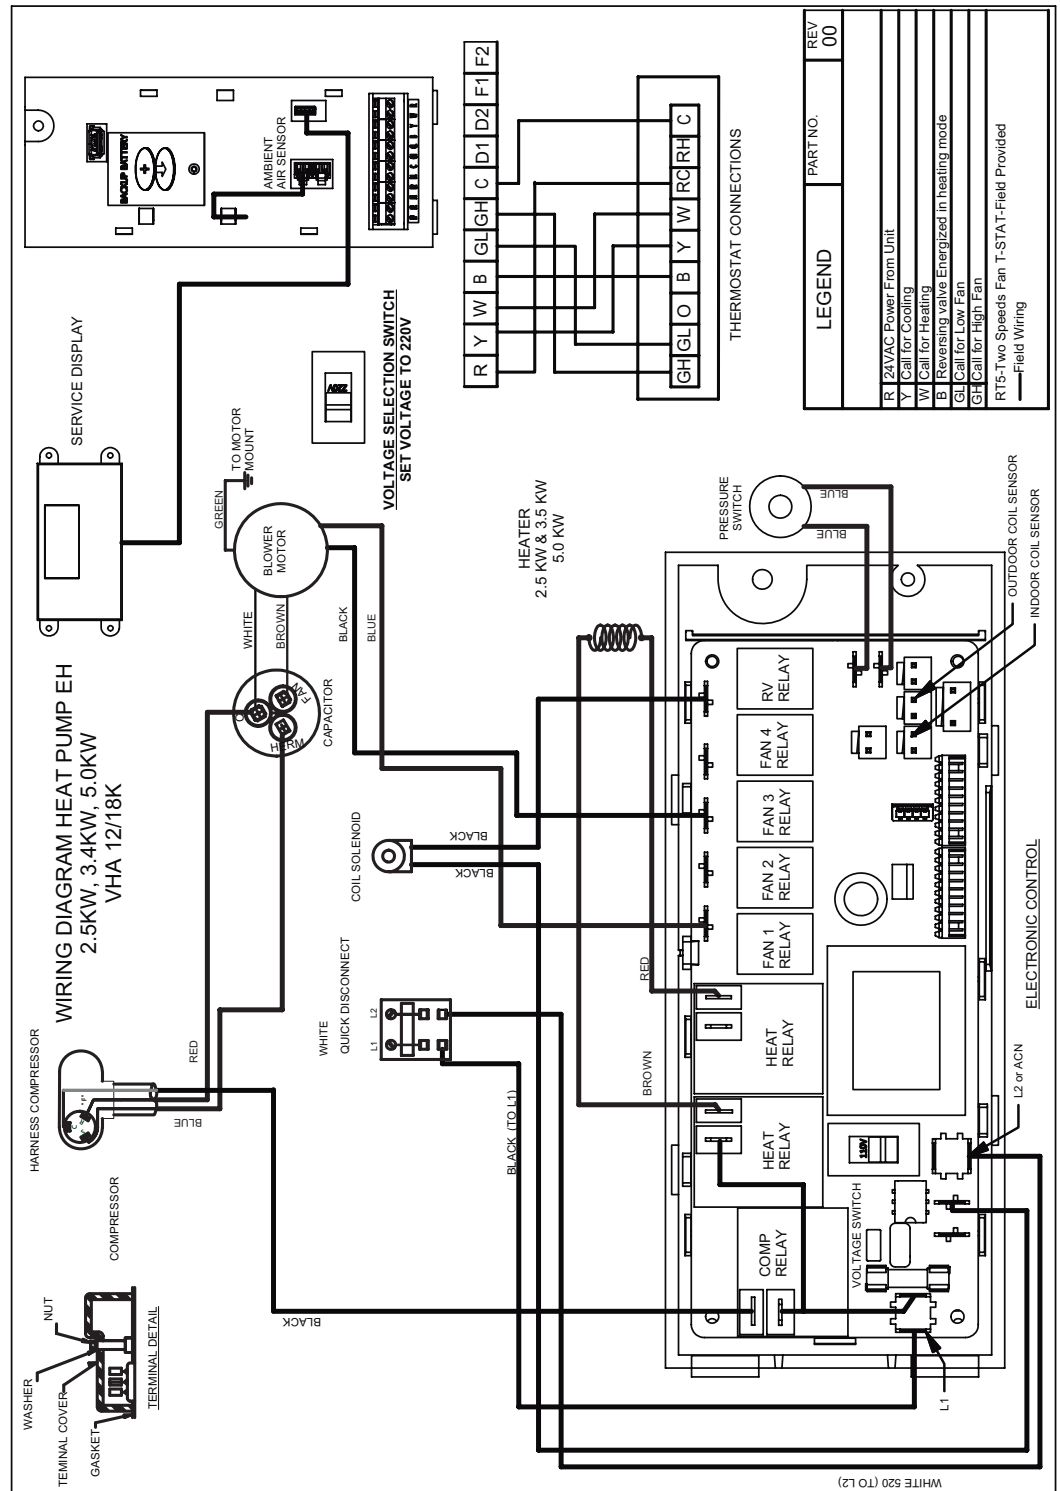 WIRING DIAGRAM HEAT PUMP EH
2.5KW, 3.4KW, 5.0KW
VHA 12/18K
WASHER
NUT
TEMINAL COVER
GASKET
TERMINAL DETAIL
COMPRESSOR
HARNESS COMPRESSOR
C
"F"
BLUE
RED
BLACK
C
FAN
HERM
CAPACITOR
WHITE
BROWN
BLOWER
MOTOR
GREEN
TO MOTOR
MOUNT
BLACK
BLUE
SERVICE DISPLAY
BACKUP BATTERY
AMBIENT
AIR SENSOR
220V
VOLTAGE SELECTION SWITCH
SET VOLTAGE TO 220V
L1
L2
WHITE
QUICK DISCONNECT
BLACK (TO L1)
COIL SOLENOID
BLACK
BLACK
R Y W B GL GH C D1 D2 F1 F2
GH GL O B Y W RC RH C
THERMOSTAT CONNECTIONS
HEATER
2.5 KW & 3.5 KW
5.0 KW
BROWN
RED
PRESSURE
SWITCH
BLUE
BLUE
COMP
RELAY
HEAT
RELAY
HEAT
RELAY
FAN 1
RELAY
FAN 2
RELAY
FAN 3
RELAY
FAN 4
RELAY
RV
RELAY
VOLTAGE SWITCH
110V
L1
L2 or ACN
ELECTRONIC CONTROL
OUTDOOR COIL SENSOR
INDOOR COIL SENSOR
WHITE 520 (TO L2)
LEGEND
PART NO.
REV
00
R 24VAC Power From Unit
Y Call for Cooling
W Call for Heating
B Reversing valve Energized in heating mode
GL Call for Low Fan
GH Call for High Fan
RT5-Two Speeds Fan T-STAT-Field Provided
Field Wiring